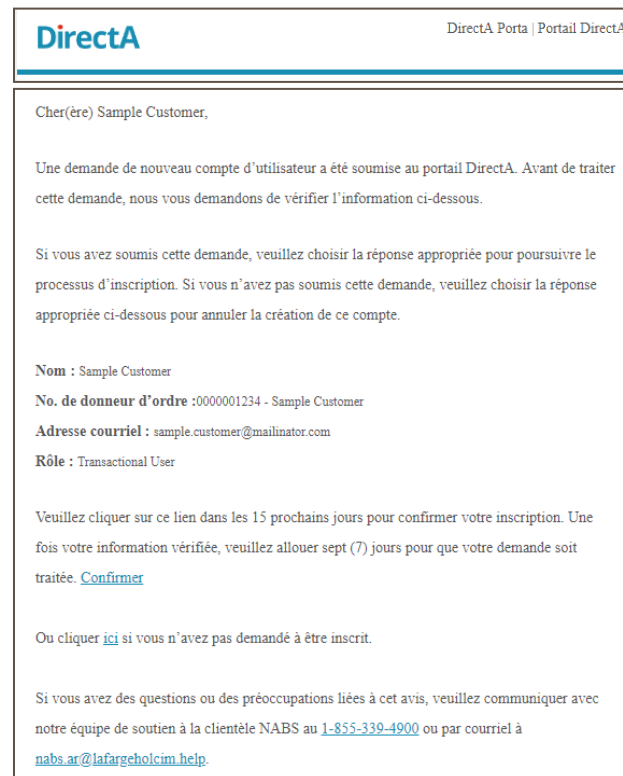 DirectA
DirectA Porta | Portail DirectA
Cher(ère) Sample Customer,
Une demande de nouveau compte d’utilisateur a été soumise au portail DirectA. Avant de traiter
cette demande, nous vous demandons de vérifier l’information ci-dessous.
Si vous avez soumis cette demande, veuillez choisir la réponse appropriée pour poursuivre le
processus d’inscription. Si vous n’avez pas soumis cette demande, veuillez choisir la réponse
appropriée ci-dessous pour annuler la création de ce compte.
Nom : Sample Customer
No. de donneur d’ordre :0000001234 - Sample Customer
Adresse courriel : sample.customer@mailinator.com
Rôle : Transactional User
Veuillez cliquer sur ce lien dans les 15 prochains jours pour confirmer votre inscription. Une
fois votre information vérifiée, veuillez allouer sept (7) jours pour que votre demande soit
traitée. Confirmer
Ou cliquer ici si vous n’avez pas demandé à être inscrit.
Si vous avez des questions ou des préoccupations liées à cet avis, veuillez communiquer avec
notre équipe de soutien à la clientèle NABS au 1-855-339-4900 ou par courriel à
nabs.ar@lafargeholcim.help.